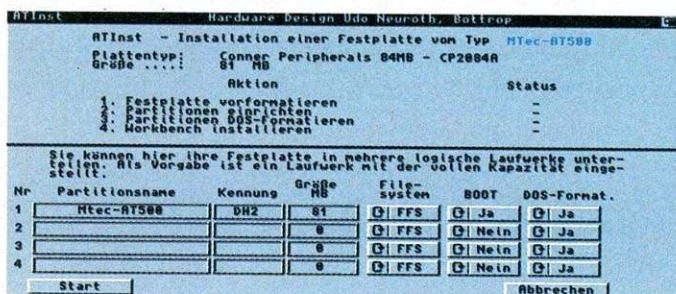 ATInst Hardware Design Udo Neuroth, Bottrop
ATInst - Installation einer Festplatte vom Typ MTec-AT500
Plattentyp: Conner Peripherals 84MB - CP2084A
Größe ....: 81 MB
Aktion Status
1. Festplatte vorformatieren -
2. Partitionen einrichten -
3. Partitionen DOS-Formatieren -
4. Workbench installieren -
Sie können hier ihre Festplatte in mehrere logische Laufwerke unter-
teilen. Als Vorgabe ist ein Laufwerk mit der vollen Kapazität einge-
stellt.
Nr Partitionsname Kennung Größe MB File-system BOOT DOS-Format.
1 Mtec-AT500 DH2 81 FFS Ja Ja
2 0 FFS Nein Ja
3 0 FFS Nein Ja
4 0 FFS Nein Ja
Start Abbrechen